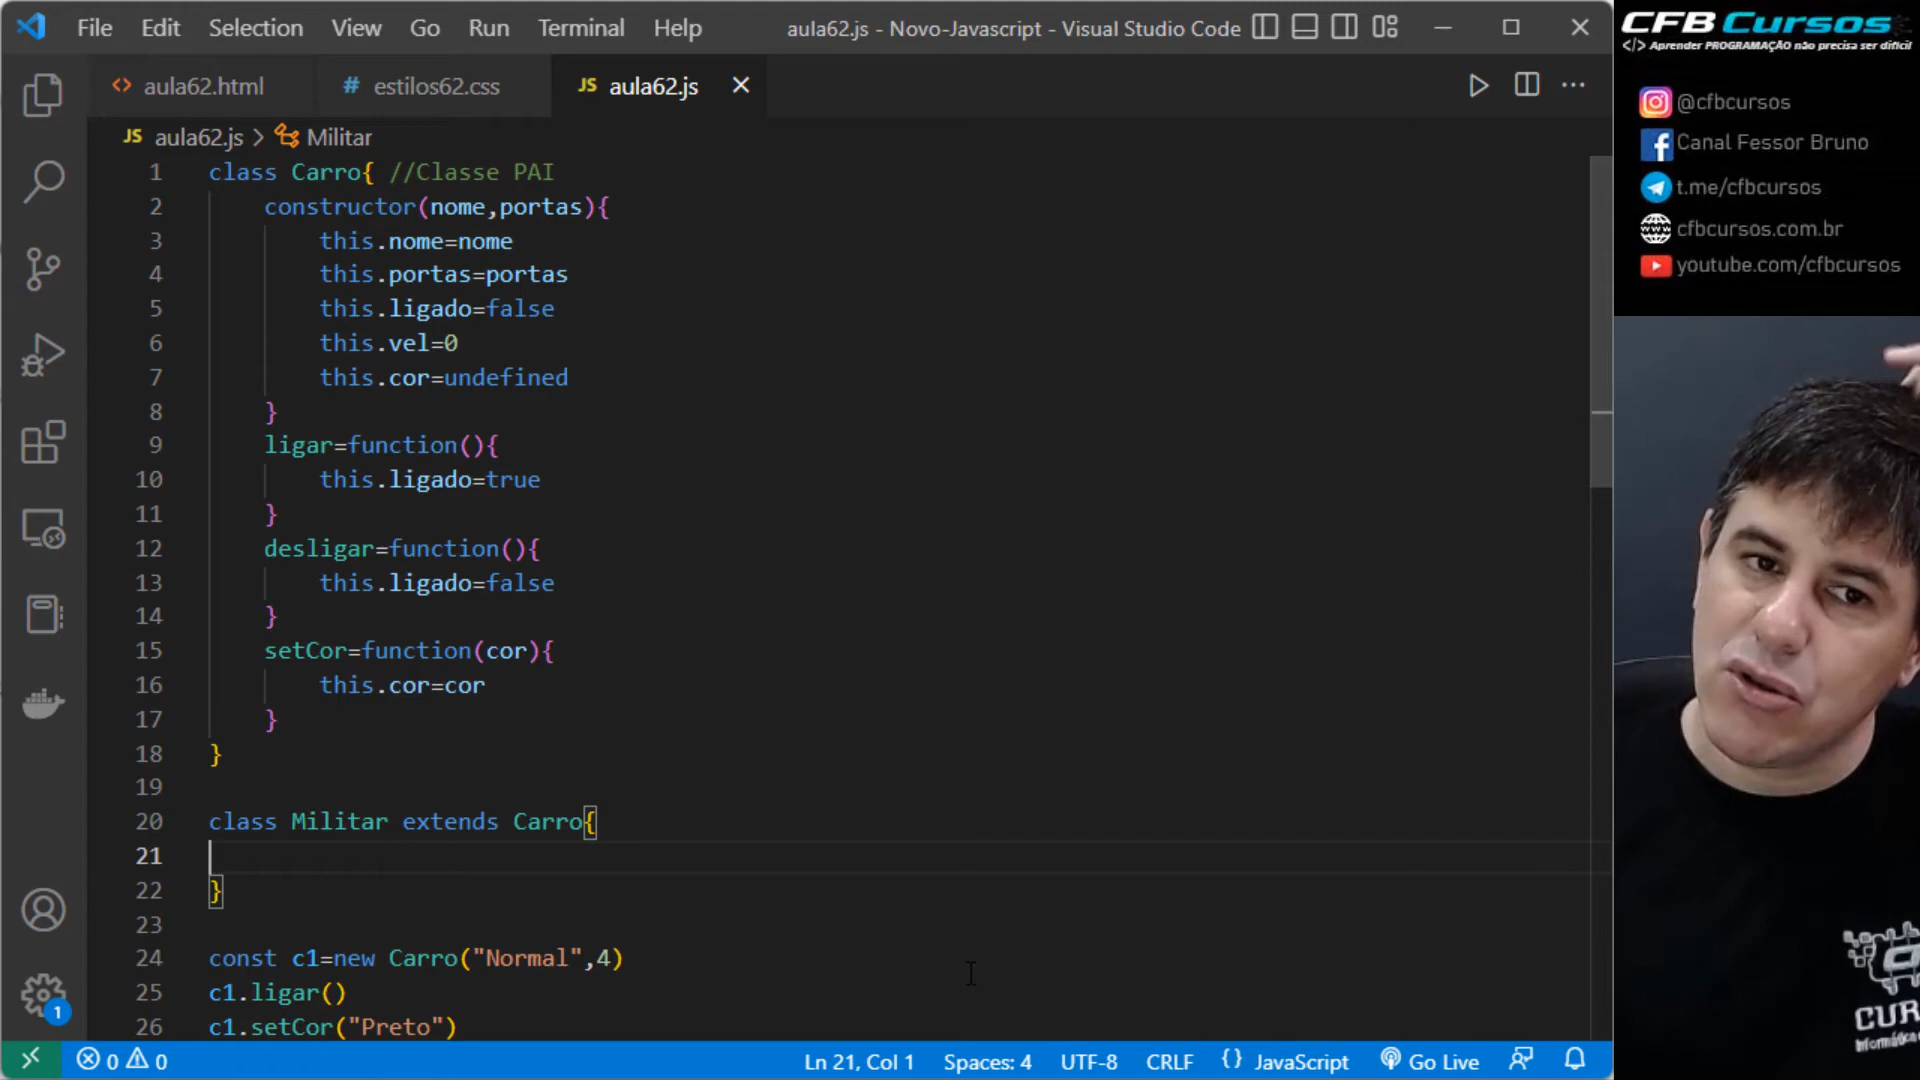 File Edit Selection View Go Run Terminal Help aula62.js - Novo-Javascript - Visual Studio Code
<> aula62.html # estilos62.css JS aula62.js
JS aula62.js > Militar
1 class Carro{ //Classe PAI
2 constructor(nome,portas){
3 this.nome=nome
4 this.portas=portas
5 this.ligado=false
6 this.vel=0
7 this.cor=undefined
8 }
9 ligar=function(){
10 this.ligado=true
11 }
12 desligar=function(){
13 this.ligado=false
14 }
15 setCor=function(cor){
16 this.cor=cor
17 }
18 }
19
20 class Militar extends Carro{
21
22 }
23
24 const c1=new Carro("Normal",4)
25 c1.ligar()
26 c1.setCor("Preto")
1
0 0 Ln 21, Col 1 Spaces: 4 UTF-8 CRLF {} JavaScript Go Live
CFB Cursos
</> Aprender PROGRAMAÇÃO não precisa ser difícil
@cfbcursos
Canal Fessor Bruno
t.me/cfbcursos
cfbcursos.com.br
youtube.com/cfbcursos
CUR